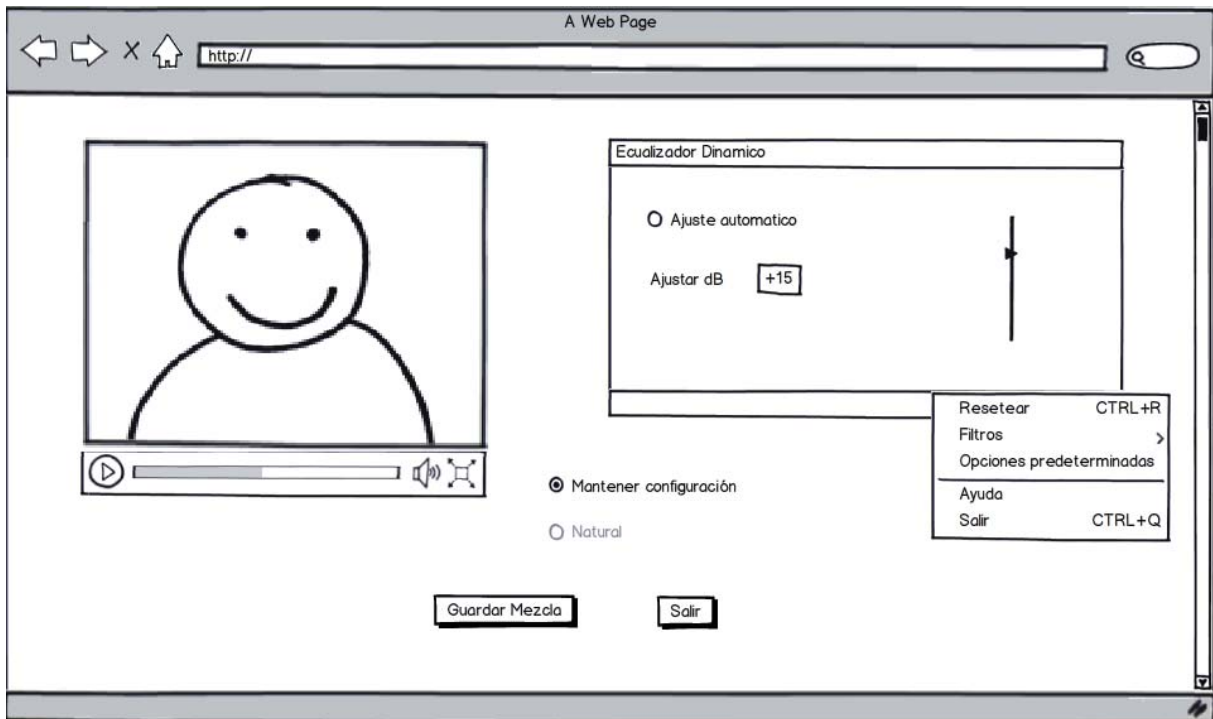 A Web Page
http://
Ecualizador Dinamico
Ajuste automatico
Ajustar dB +15
Resetear CTRL+R
Filtros
Opciones predeterminadas
Ayuda
Salir CTRL+Q
Mantener configuración
Natural
Guardar Mezcla
Salir